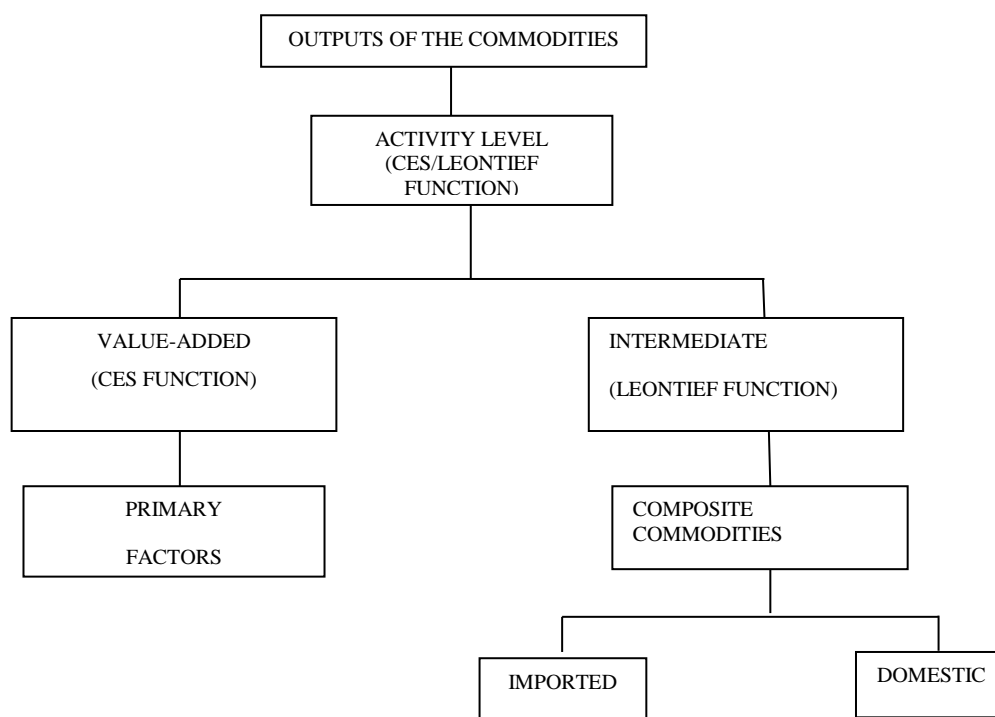 OUTPUTS OF THE COMMODITIES
ACTIVITY LEVEL
(CES/LEONTIEF
FUNCTION)
VALUE-ADDED
(CES FUNCTION)
INTERMEDIATE
(LEONTIEF FUNCTION)
PRIMARY
FACTORS
COMPOSITE
COMMODITIES
IMPORTED
DOMESTIC